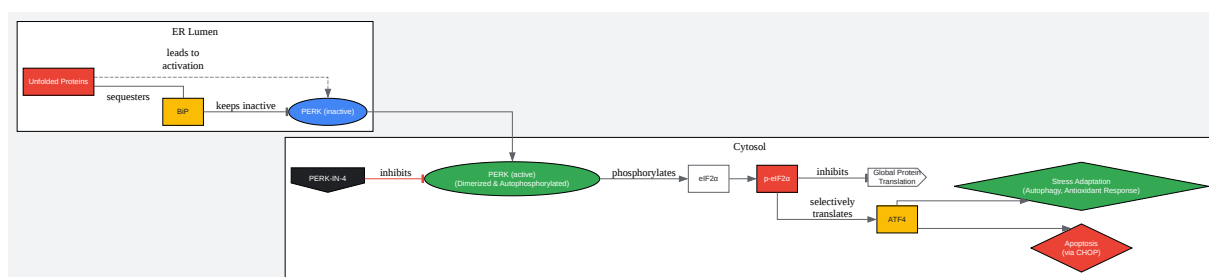 ER Lumen
leads to
activation
Unfolded Proteins
sequesters
BiP
keeps inactive
PERK (inactive)
Cytosol
PERK-IN-4
inhibits
PERK (active)
(Dimerized & Autophosphorylated)
phosphorylates
eIF2α
p-eIF2α
inhibits
Global Protein
Translation
selectively
translates
ATF4
Stress Adaptation
(Autophagy, Antioxidant Response)
Apoptosis
(via CHOP)